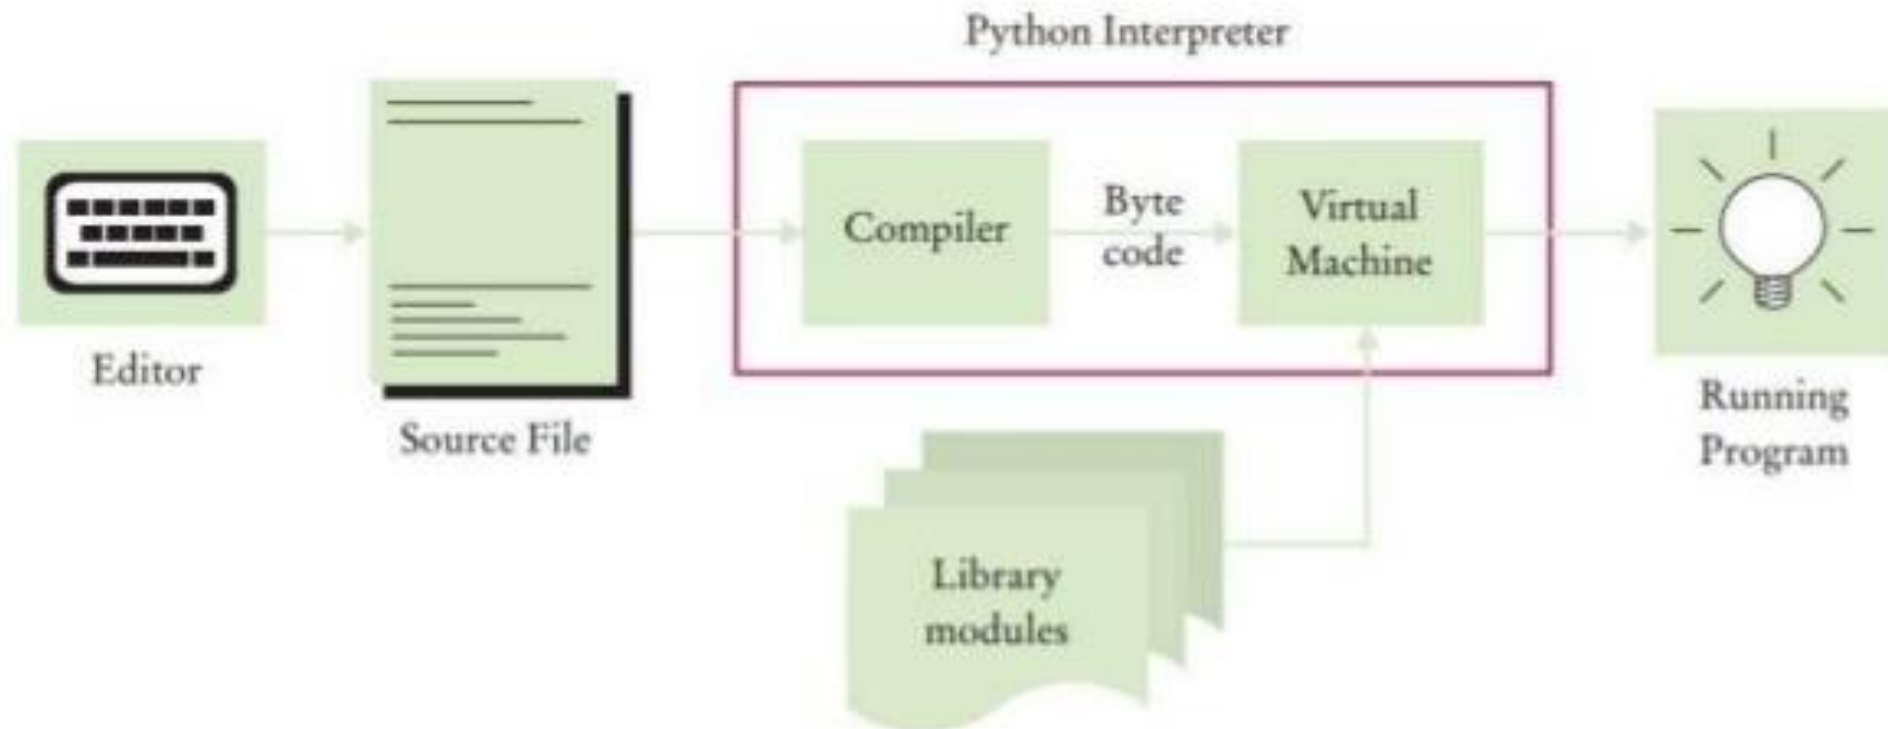 Python Interpreter
Editor
Source File
Compiler
Byte
code
Virtual
Machine
Running
Program
Library
modules